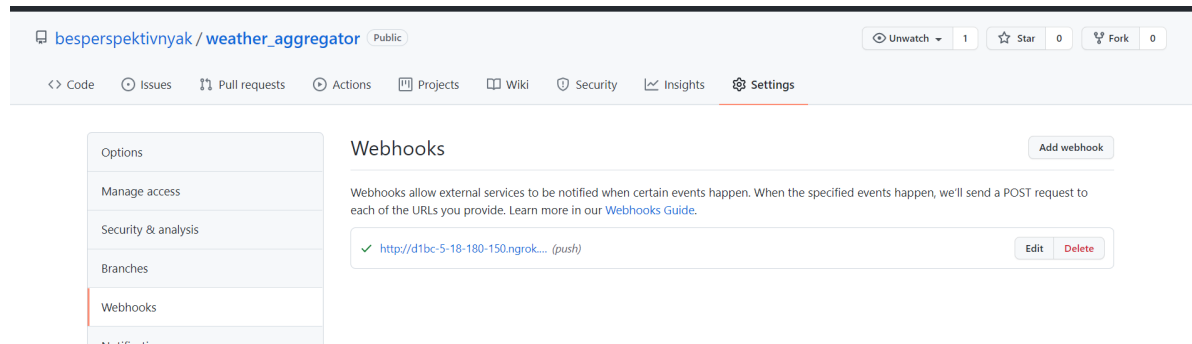 besperspektivnyak / weather_aggregator Public
Unwatch 1 Star 0 Fork 0
<> Code Issues Pull requests Actions Projects Wiki Security Insights Settings
Options
Manage access
Security & analysis
Branches
Webhooks
Webhooks
Add webhook
Webhooks allow external services to be notified when certain events happen. When the specified events happen, we'll send a POST request to
each of the URLs you provide. Learn more in our Webhooks Guide.
http://d1bc-5-18-180-150.ngrok.... (push)
Edit Delete